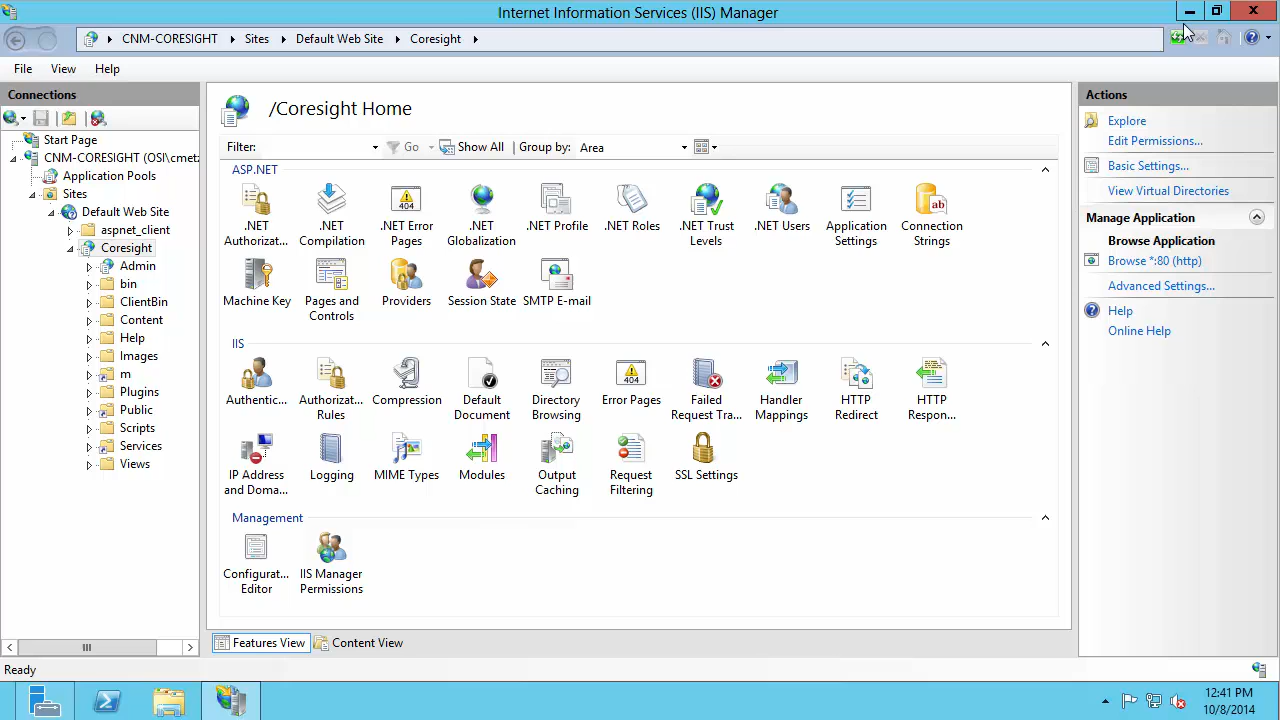 Internet Information Services (IIS) Manager
CNM-CORESIGHT
Sites
Default Web Site
Coresight
File
View
Help
Connections
Start Page
CNM-CORESIGHT (OSI\cmetz
Application Pools
Sites
Default Web Site
aspnet_client
Coresight
Admin
bin
ClientBin
Content
Help
Images
m
Plugins
Public
Scripts
Services
Views
/Coresight Home
Filter:
Go
Show All
Group by:
Area
ASP.NET
.NET
Authorizat...
.NET
Compilation
.NET Error
Pages
.NET
Globalization
.NET Profile
.NET Roles
.NET Trust
Levels
.NET Users
Application
Settings
Connection
Strings
Machine Key
Pages and
Controls
Providers
Session State
SMTP E-mail
IIS
Authentic...
Authorizat...
Rules
Compression
Default
Document
Directory
Browsing
Error Pages
Failed
Request Tra...
Handler
Mappings
HTTP
Redirect
HTTP
Respon...
IP Address
and Doma...
Logging
MIME Types
Modules
Output
Caching
Request
Filtering
SSL Settings
Management
Configurat...
Editor
IIS Manager
Permissions
Features View
Content View
Actions
Explore
Edit Permissions...
Basic Settings...
View Virtual Directories
Manage Application
Browse Application
Browse *:80 (http)
Advanced Settings...
Help
Online Help
Ready
12:41 PM
10/8/2014